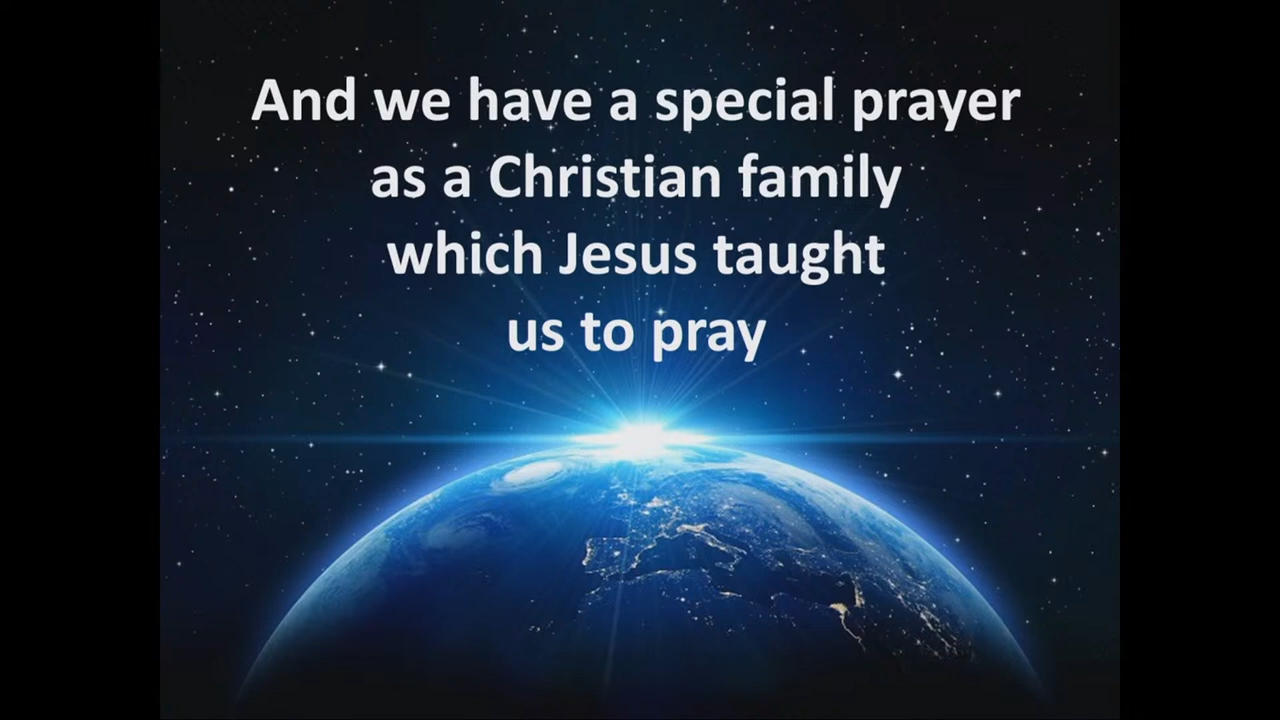 And we have a special prayer
as a Christian family
which Jesus taught
us to pray